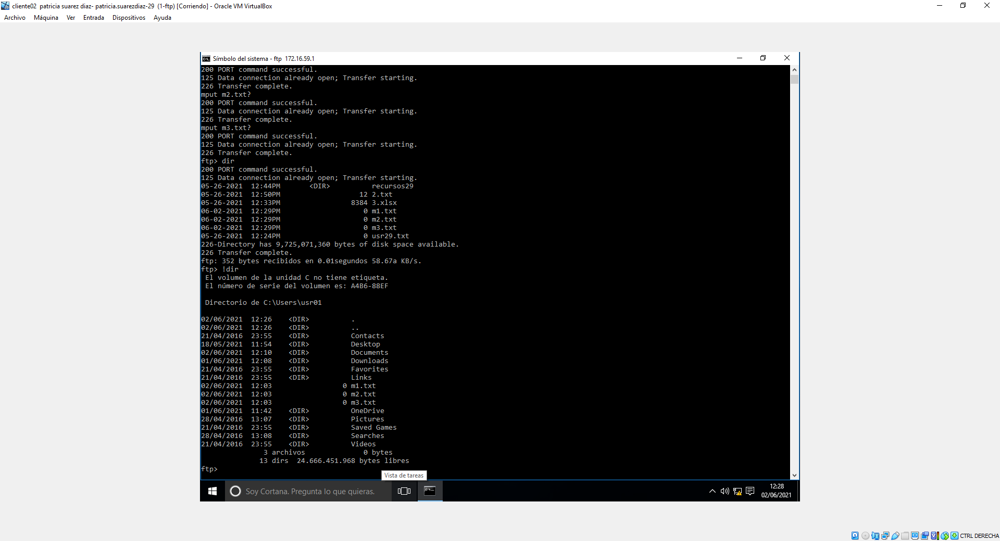 cliente02 patricia suarez diaz- patricia.suarezdiaz-29 (1-ftp) [Corriendo] - Oracle VM VirtualBox
Archivo Máquina Ver Entrada Dispositivos Ayuda
Símbolo del sistema - ftp 172.16.59.1
200 PORT command successful.
125 Data connection already open; Transfer starting.
226 Transfer complete.
mput m2.txt?
200 PORT command successful.
125 Data connection already open; Transfer starting.
226 Transfer complete.
mput m3.txt?
200 PORT command successful.
125 Data connection already open; Transfer starting.
226 Transfer complete.
ftp> dir
200 PORT command successful.
125 Data connection already open; Transfer starting.
05-26-2021 12:44PM <DIR> recursos29
05-26-2021 12:50PM 12 2.txt
05-26-2021 12:33PM 8384 3.xlsx
06-02-2021 12:29PM 0 m1.txt
06-02-2021 12:29PM 0 m2.txt
06-02-2021 12:29PM 0 m3.txt
05-26-2021 12:24PM 0 usr29.txt
226-Directory has 9,725,071,360 bytes of disk space available.
226 Transfer complete.
ftp: 352 bytes recibidos en 0.01segundos 58.67a KB/s.
ftp> !dir
El volumen de la unidad C no tiene etiqueta.
El número de serie del volumen es: A4B6-88EF
Directorio de C:\Users\usr01
02/06/2021 12:26 <DIR> .
02/06/2021 12:26 <DIR> ..
21/04/2016 23:55 <DIR> Contacts
18/05/2021 11:54 <DIR> Desktop
02/06/2021 12:10 <DIR> Documents
01/06/2021 12:08 <DIR> Downloads
21/04/2016 23:55 <DIR> Favorites
21/04/2016 23:55 <DIR> Links
02/06/2021 12:03 0 m1.txt
02/06/2021 12:03 0 m2.txt
02/06/2021 12:03 0 m3.txt
01/06/2021 11:42 <DIR> OneDrive
28/04/2016 13:07 <DIR> Pictures
21/04/2016 23:55 <DIR> Saved Games
28/04/2016 13:08 <DIR> Searches
21/04/2016 23:55 <DIR> Videos
3 archivos 0 bytes
13 dirs 24.666.451.968 bytes libres
ftp>
Vista de tareas
Soy Cortana. Pregunta lo que quieras.
12:28
02/06/2021
CTRL DERECHA